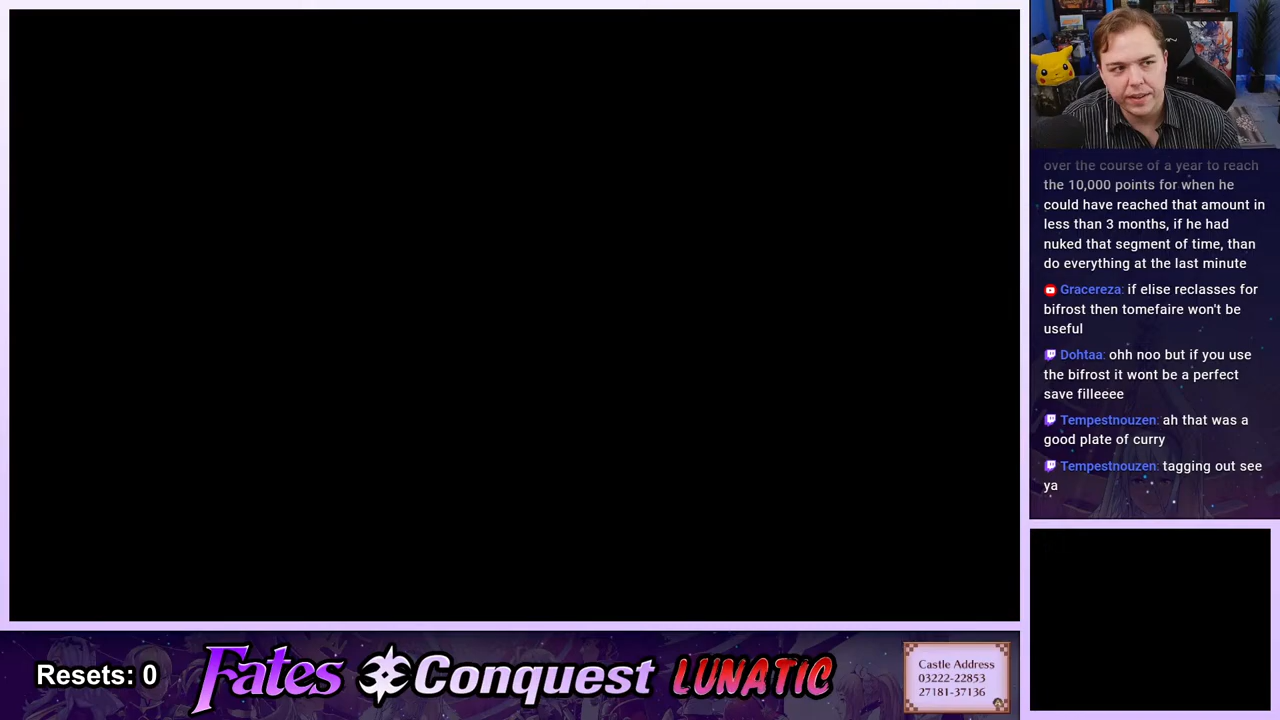 over the course of a year to reach
the 10,000 points for when he
could have reached that amount in
less than 3 months, if he had
nuked that segment of time, than
do everything at the last minute
Gracereza: if elise reclasses for
bifrost then tomefaire won't be
useful
Dohtaa: ohh noo but if you use
the bifrost it wont be a perfect
save filleeee
Tempestnouzen: ah that was a
good plate of curry
Tempestnouzen: tagging out see
ya
Resets: 0
Fates Conquest LUNATIC
Castle Address
03222-22853
27181-37136